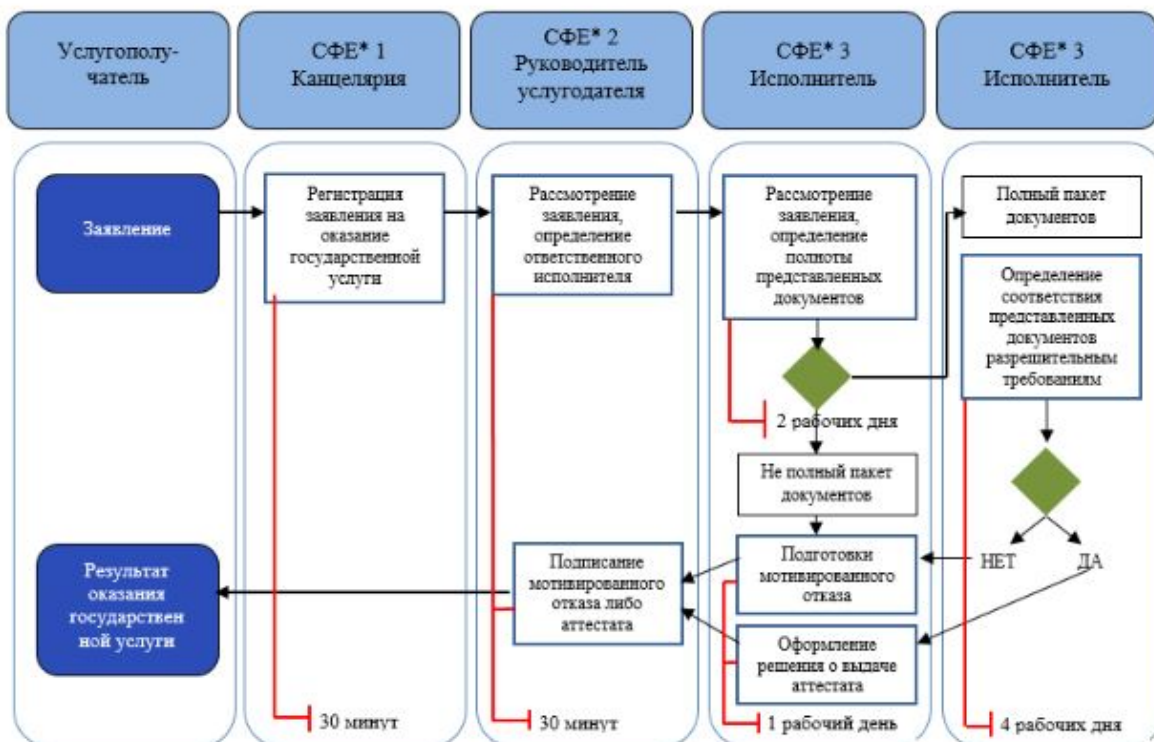 Услугополу-
чатель
СФЕ* 1
Канцелярия
СФЕ* 2
Руководитель
услугодателя
СФЕ* 3
Исполнитель
СФЕ* 3
Исполнитель
Заявление
Регистрация
заявления на
оказание
государственной
услуги
Рассмотрение
заявления,
определение
ответственного
исполнителя
Рассмотрение
заявления,
определение
полноты
представленных
документов
Полный пакет
документов
Определение
соответствия
представленных
документов
разрешительным
требованиям
2 рабочих дня
Не полный пакет
документов
НЕТ
ДА
Результат
оказания
государствен
ной услуги
Подписание
мотивированного
отказа либо
аттестата
Подготовки
мотивированного
отказа
Оформление
решения о выдаче
аттестата
30 минут
30 минут
1 рабочий день
4 рабочих дня